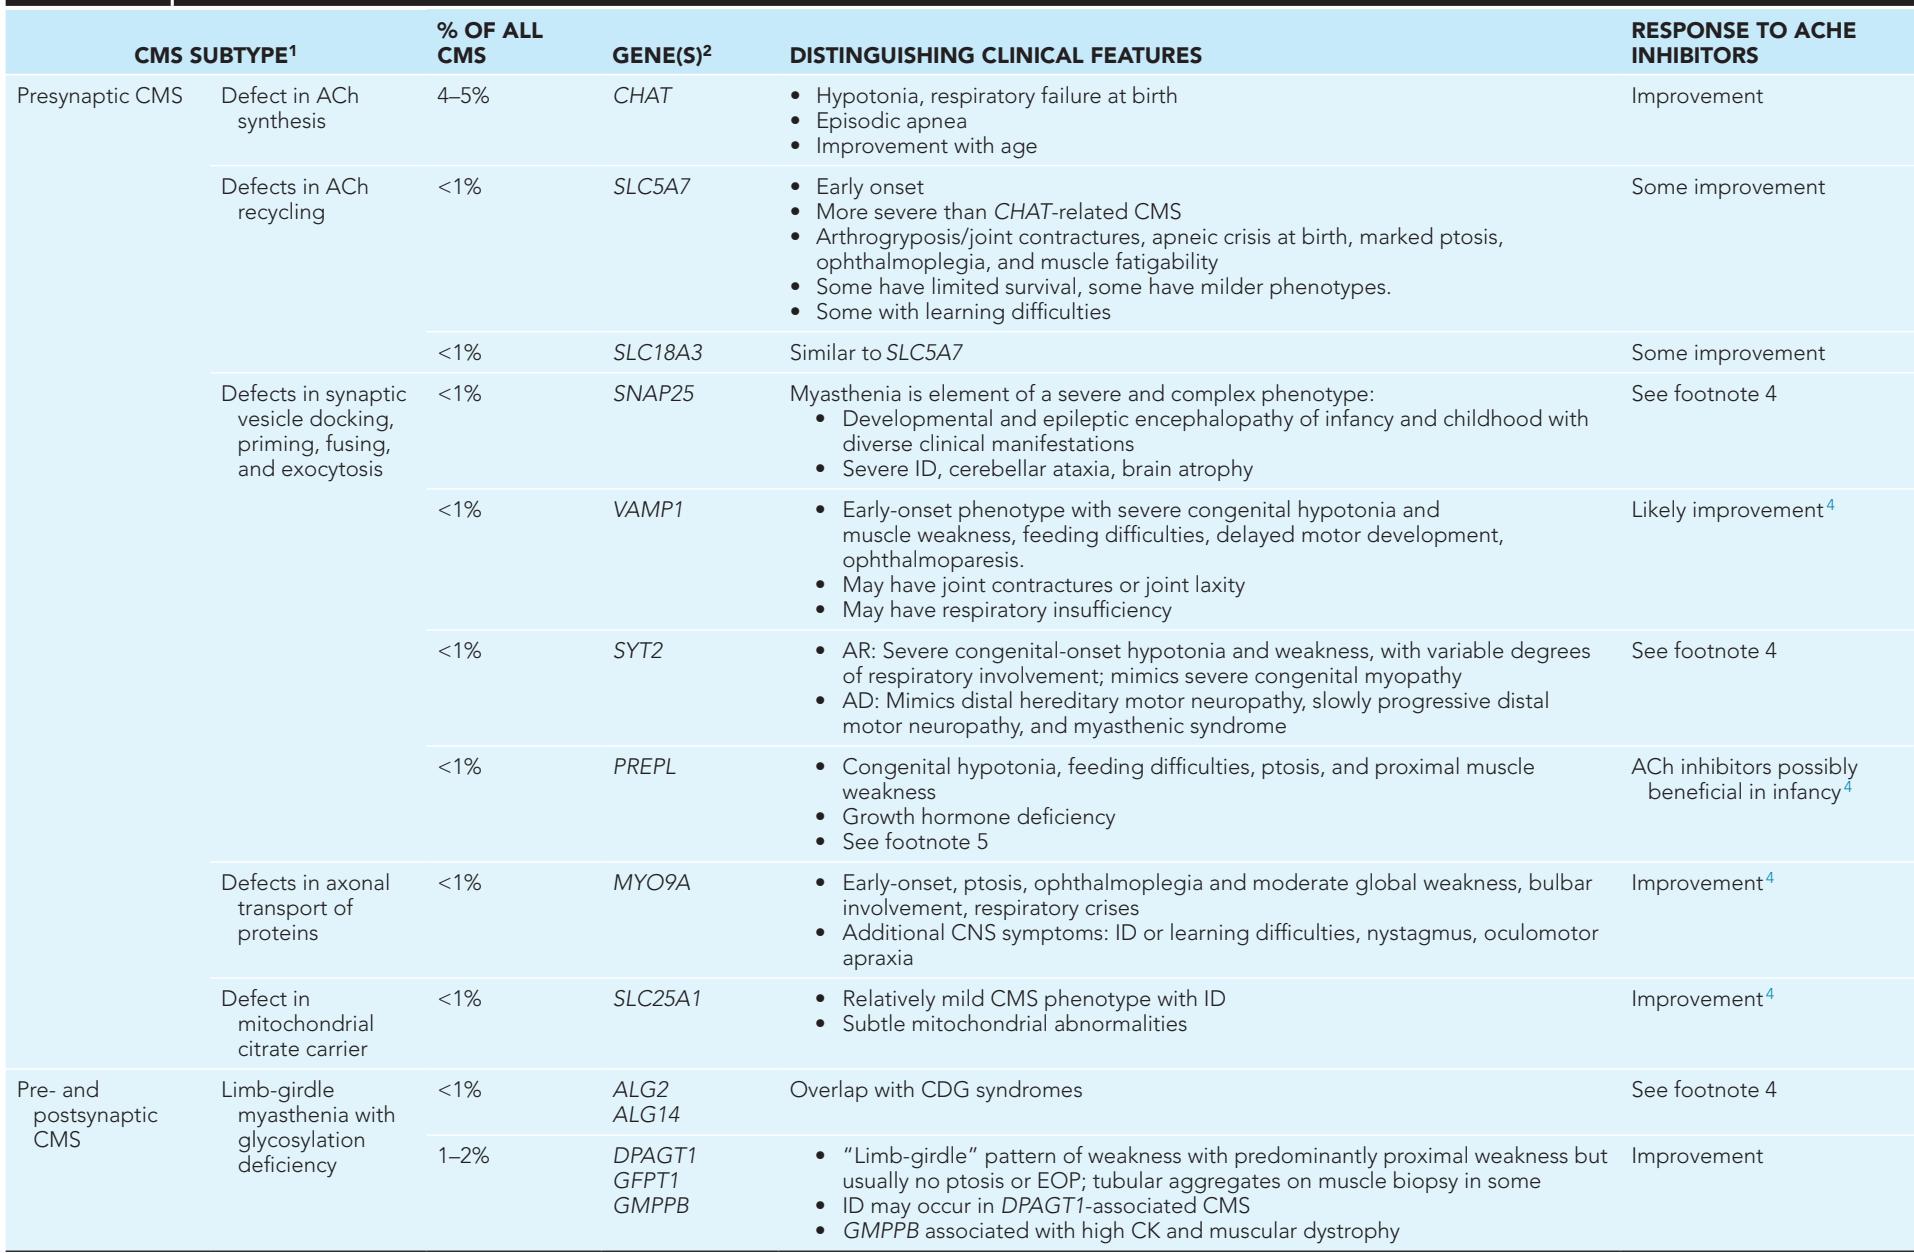 CMS SUBTYPE1
% OF ALL
CMS
GENE(S)2
DISTINGUISHING CLINICAL FEATURES
RESPONSE TO ACHE
INHIBITORS
Presynaptic CMS
Defect in ACh
synthesis
4–5%
CHAT
• Hypotonia, respiratory failure at birth
• Episodic apnea
• Improvement with age
Improvement
Defects in ACh
recycling
<1%
SLC5A7
• Early onset
• More severe than CHAT-related CMS
• Arthrogryposis/joint contractures, apneic crisis at birth, marked ptosis,
ophthalmoplegia, and muscle fatigability
• Some have limited survival, some have milder phenotypes.
• Some with learning difficulties
Some improvement
<1%
SLC18A3
Similar to SLC5A7
Some improvement
Defects in synaptic
vesicle docking,
priming, fusing,
and exocytosis
<1%
SNAP25
Myasthenia is element of a severe and complex phenotype:
• Developmental and epileptic encephalopathy of infancy and childhood with
diverse clinical manifestations
• Severe ID, cerebellar ataxia, brain atrophy
See footnote 4
<1%
VAMP1
• Early-onset phenotype with severe congenital hypotonia and
muscle weakness, feeding difficulties, delayed motor development,
ophthalmoparesis.
• May have joint contractures or joint laxity
• May have respiratory insufficiency
Likely improvement4
<1%
SYT2
• AR: Severe congenital-onset hypotonia and weakness, with variable degrees
of respiratory involvement; mimics severe congenital myopathy
• AD: Mimics distal hereditary motor neuropathy, slowly progressive distal
motor neuropathy, and myasthenic syndrome
See footnote 4
<1%
PREPL
• Congenital hypotonia, feeding difficulties, ptosis, and proximal muscle
weakness
• Growth hormone deficiency
• See footnote 5
ACh inhibitors possibly
beneficial in infancy4
Defects in axonal
transport of
proteins
<1%
MYO9A
• Early-onset, ptosis, ophthalmoplegia and moderate global weakness, bulbar
involvement, respiratory crises
• Additional CNS symptoms: ID or learning difficulties, nystagmus, oculomotor
apraxia
Improvement4
Defect in
mitochondrial
citrate carrier
<1%
SLC25A1
• Relatively mild CMS phenotype with ID
• Subtle mitochondrial abnormalities
Improvement4
Pre- and
postsynaptic
CMS
Limb-girdle
myasthenia with
glycosylation
deficiency
<1%
ALG2
ALG14
Overlap with CDG syndromes
See footnote 4
1–2%
DPAGT1
GFPT1
GMPPB
• “Limb-girdle” pattern of weakness with predominantly proximal weakness but
usually no ptosis or EOP; tubular aggregates on muscle biopsy in some
• ID may occur in DPAGT1-associated CMS
• GMPPB associated with high CK and muscular dystrophy
Improvement